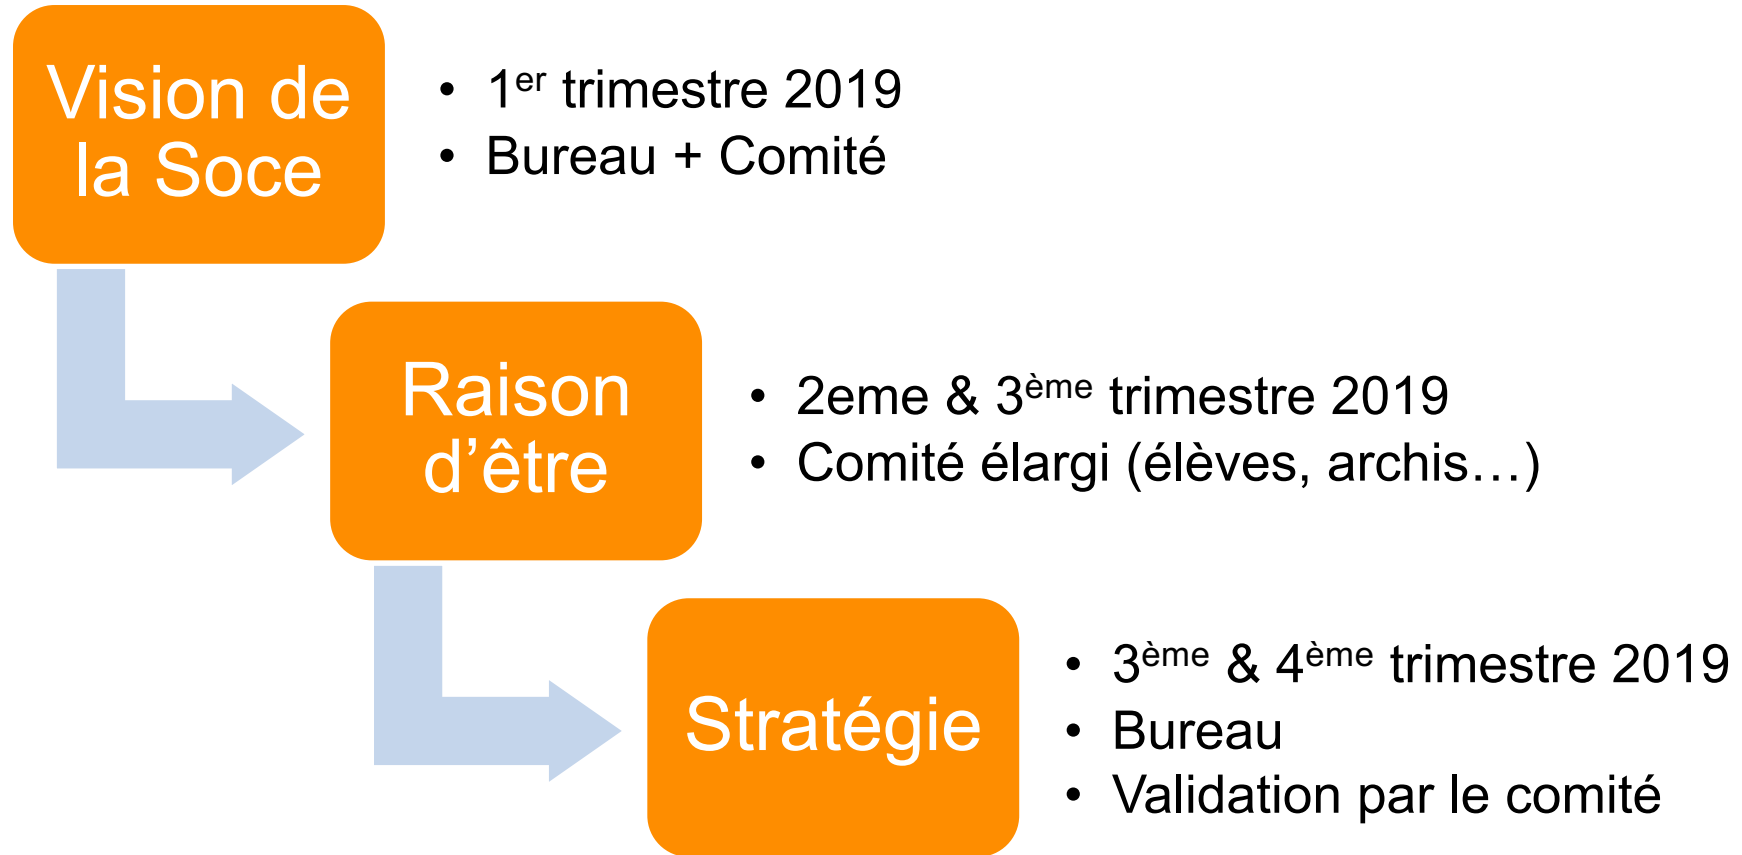 Vision de
la Soce
• 1er trimestre 2019
• Bureau + Comité
Raison
d’être
• 2eme & 3ème trimestre 2019
• Comité élargi (élèves, archis…)
Stratégie
• 3ème & 4ème trimestre 2019
• Bureau
• Validation par le comité